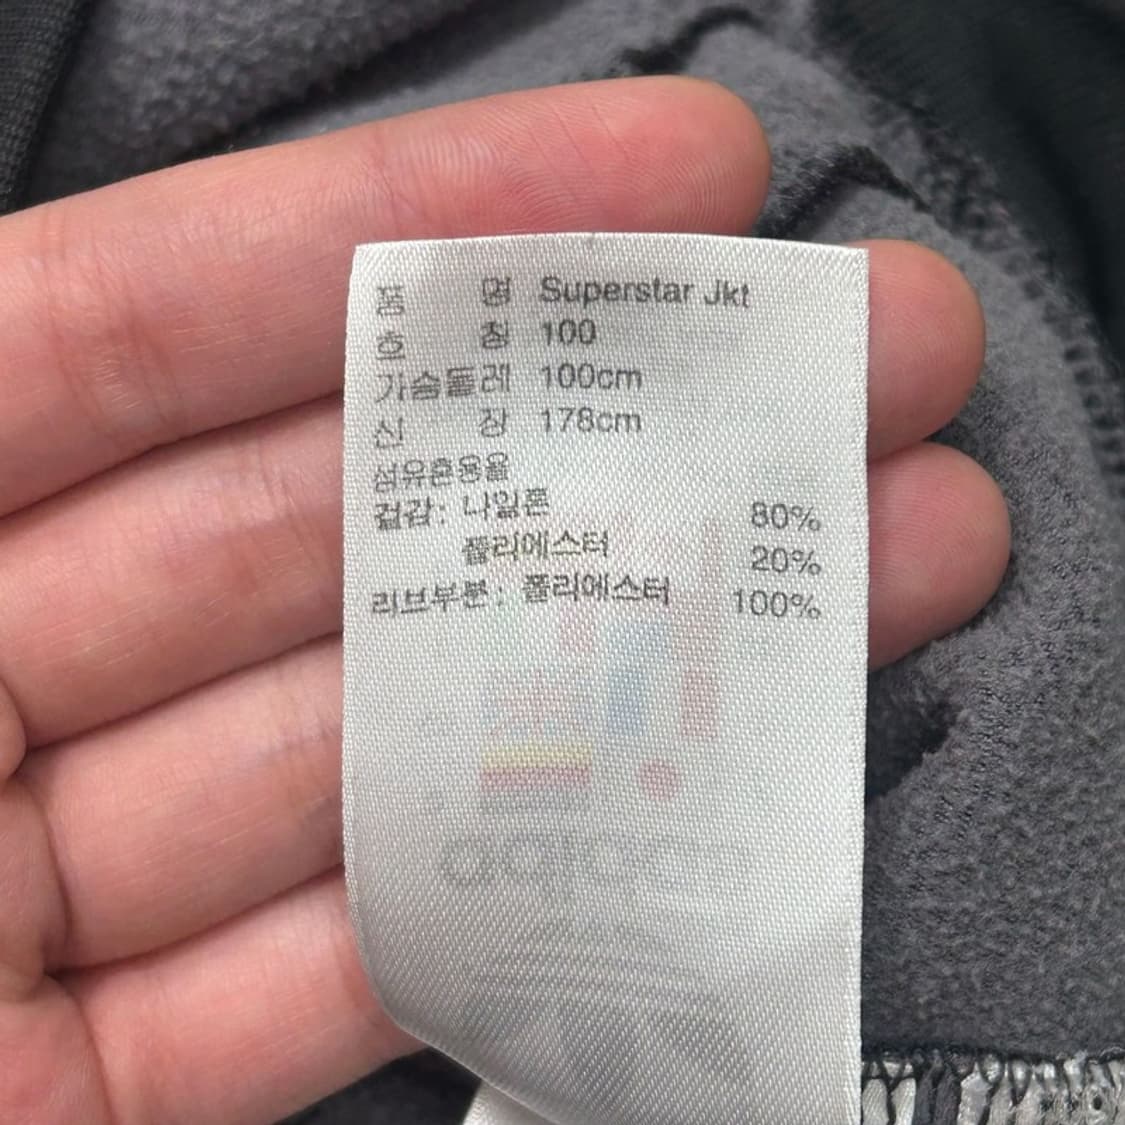 품 명 Superstar Jkt
호 칭 100
가슴둘레 100cm
신 장 178cm
섬유혼용율
겉감: 나일론 80%
폴리에스터 20%
리브부분: 폴리에스터 100%